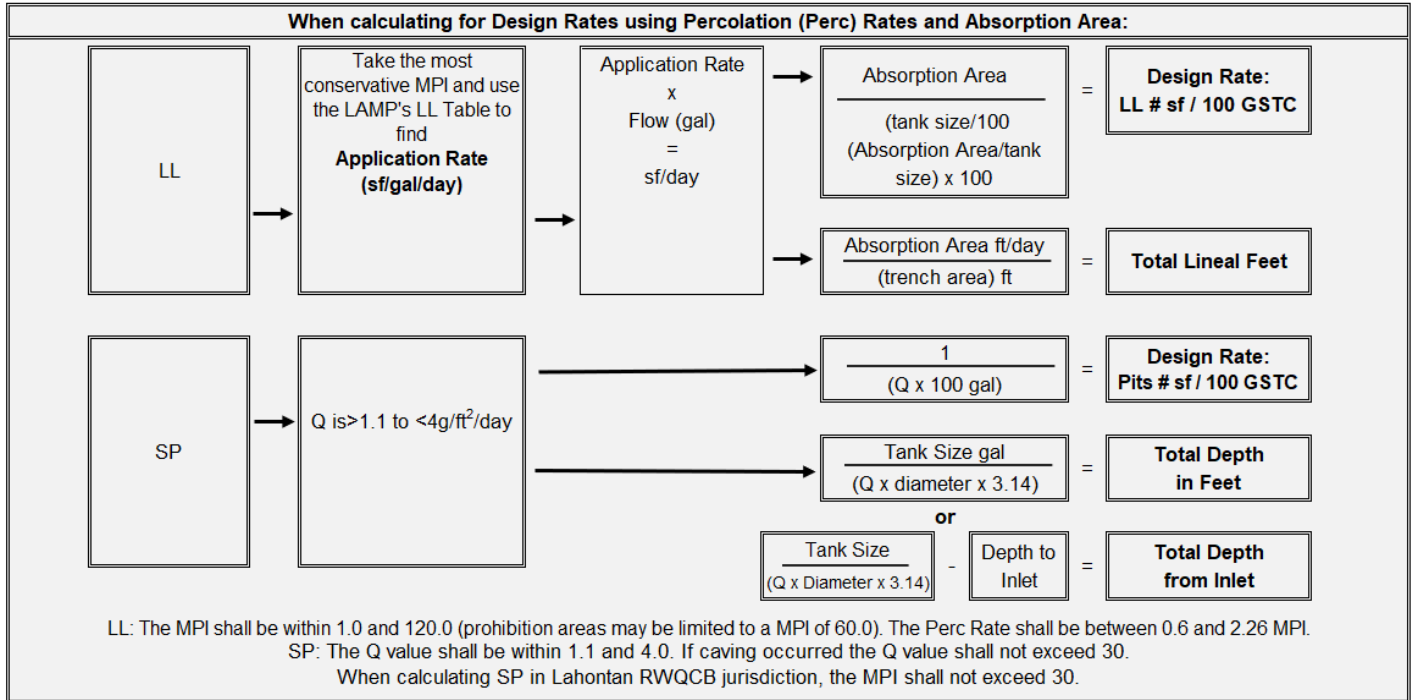 When calculating for Design Rates using Percolation (Perc) Rates and Absorption Area:
LL
Take the most
conservative MPI and use
the LAMP's LL Table to
find
Application Rate
(sf/gal/day)
Application Rate
x
Flow (gal)
=
sf/day
Absorption Area
(tank size/100
(Absorption Area/tank
size) x 100
=
Design Rate:
LL # sf / 100 GSTC
Absorption Area ft/day
(trench area) ft
=
Total Lineal Feet
SP
Q is>1.1 to <4g/ft²/day
1
(Q x 100 gal)
=
Design Rate:
Pits # sf / 100 GSTC
Tank Size gal
(Q x diameter x 3.14)
=
Total Depth
in Feet
or
Tank Size
(Q x Diameter x 3.14)
-
Depth to
Inlet
=
Total Depth
from Inlet
LL: The MPI shall be within 1.0 and 120.0 (prohibition areas may be limited to a MPI of 60.0). The Perc Rate shall be between 0.6 and 2.26 MPI.
SP: The Q value shall be within 1.1 and 4.0. If caving occurred the Q value shall not exceed 30.
When calculating SP in Lahontan RWQCB jurisdiction, the MPI shall not exceed 30.